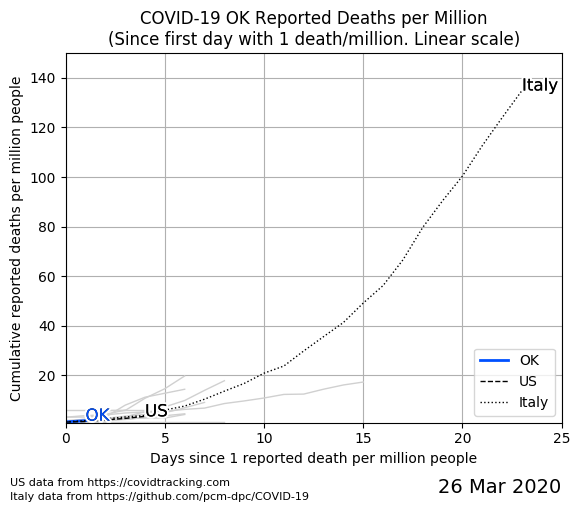 COVID-19 OK Reported Deaths per Million
(Since first day with 1 death/million. Linear scale)
Cumulative reported deaths per million people
140
120
100
80
60
40
20
Italy
OK
US
OK
US
Italy
0
5
10
15
20
25
Days since 1 reported death per million people
US data from https://covidtracking.com
Italy data from https://github.com/pcm-dpc/COVID-19
26 Mar 2020